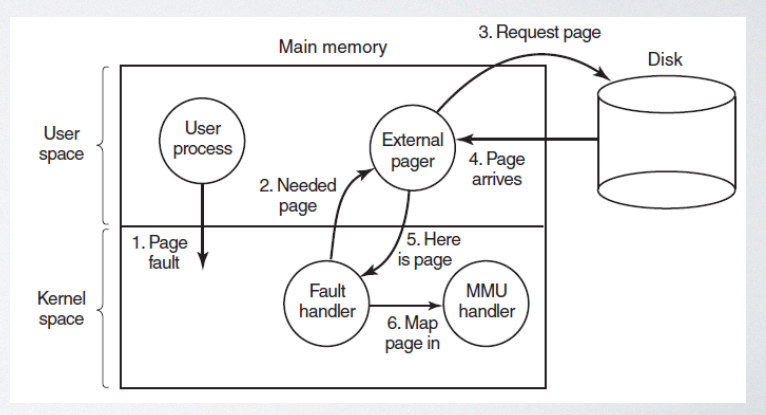 3. Request page
Main memory
Disk
User
space
User
process
External
pager
4. Page
arrives
2. Needed
page
1. Page
fault
5. Here
is page
Kernel
space
Fault
handler
MMU
handler
6. Map
page in